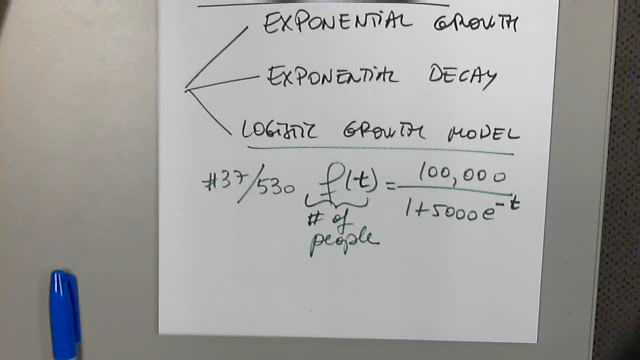 EXPONENTIAL GROWTH
EXPONENTIAL DECAY
LOGISTIC GROWTH MODEL
#37/530 f(t) = 100,000 / 1+5000e^-t
# of
people